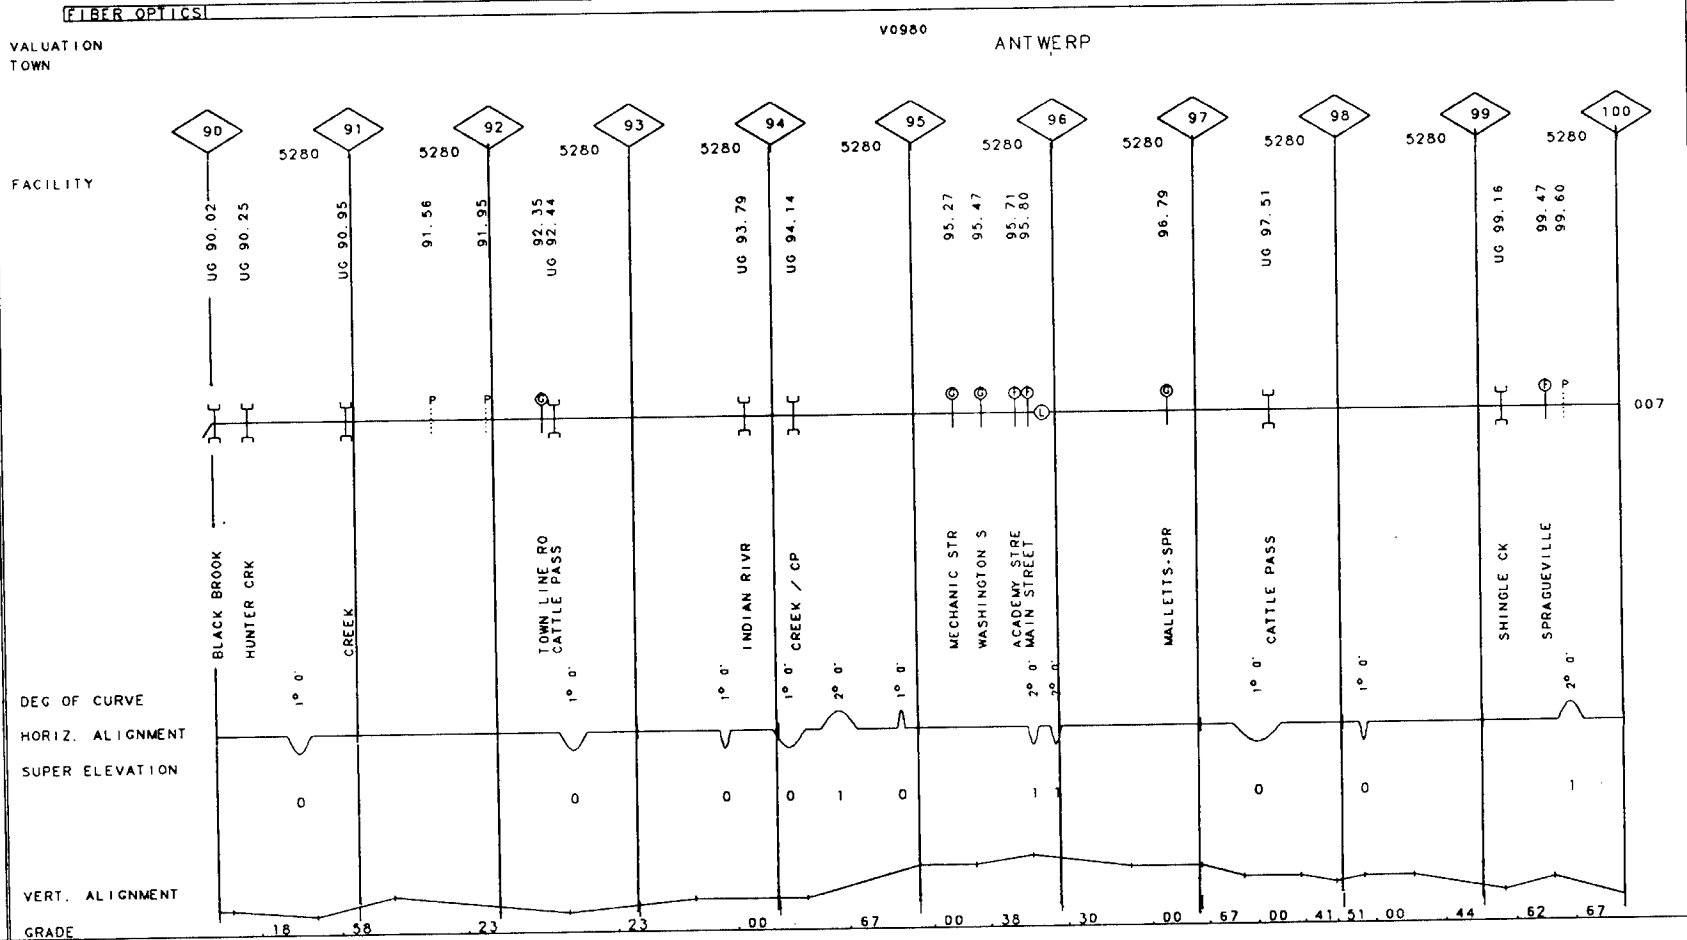 FIBER OPTICS
VALUATION V0980
TOWN ANTWERP
90 91 92 93 94 95 96 97 98 99 100
5280 5280 5280 5280 5280 5280 5280 5280 5280 5280
FACILITY
UG 90.02
UG 90.25
UG 90.95
91.56
91.95
92.35
UG 92.44
UG 93.79
UG 94.14
95.27
95.47
95.71
95.80
96.79
UG 97.51
UG 99.16
99.47
99.60
P P G G G F F L G F P 007
BLACK BROOK
HUNTER CRK
CREEK
TOWN LINE RO
CATTLE PASS
INDIAN RIVR
CREEK / CP
MECHANIC STR
WASHINGTON S
ACADEMY STRE
MAIN STREET
MALLETTS-SPR
CATTLE PASS
SHINGLE CK
SPRAGUEVILLE
DEG OF CURVE 1° 0' 1° 0' 1° 0' 1° 0' 2° 0' 1° 0' 2° 0' 2° 0' 1° 0' 1° 0' 2° 0'
HORIZ. ALIGNMENT
SUPER ELEVATION
0 0 0 0 1 0 1 1 0 0 1
VERT. ALIGNMENT
GRADE .18 .58 .23 .23 .00 .67 .00 .38 .30 .00 .67 .00 .41 .51 .00 .44 .62 .67